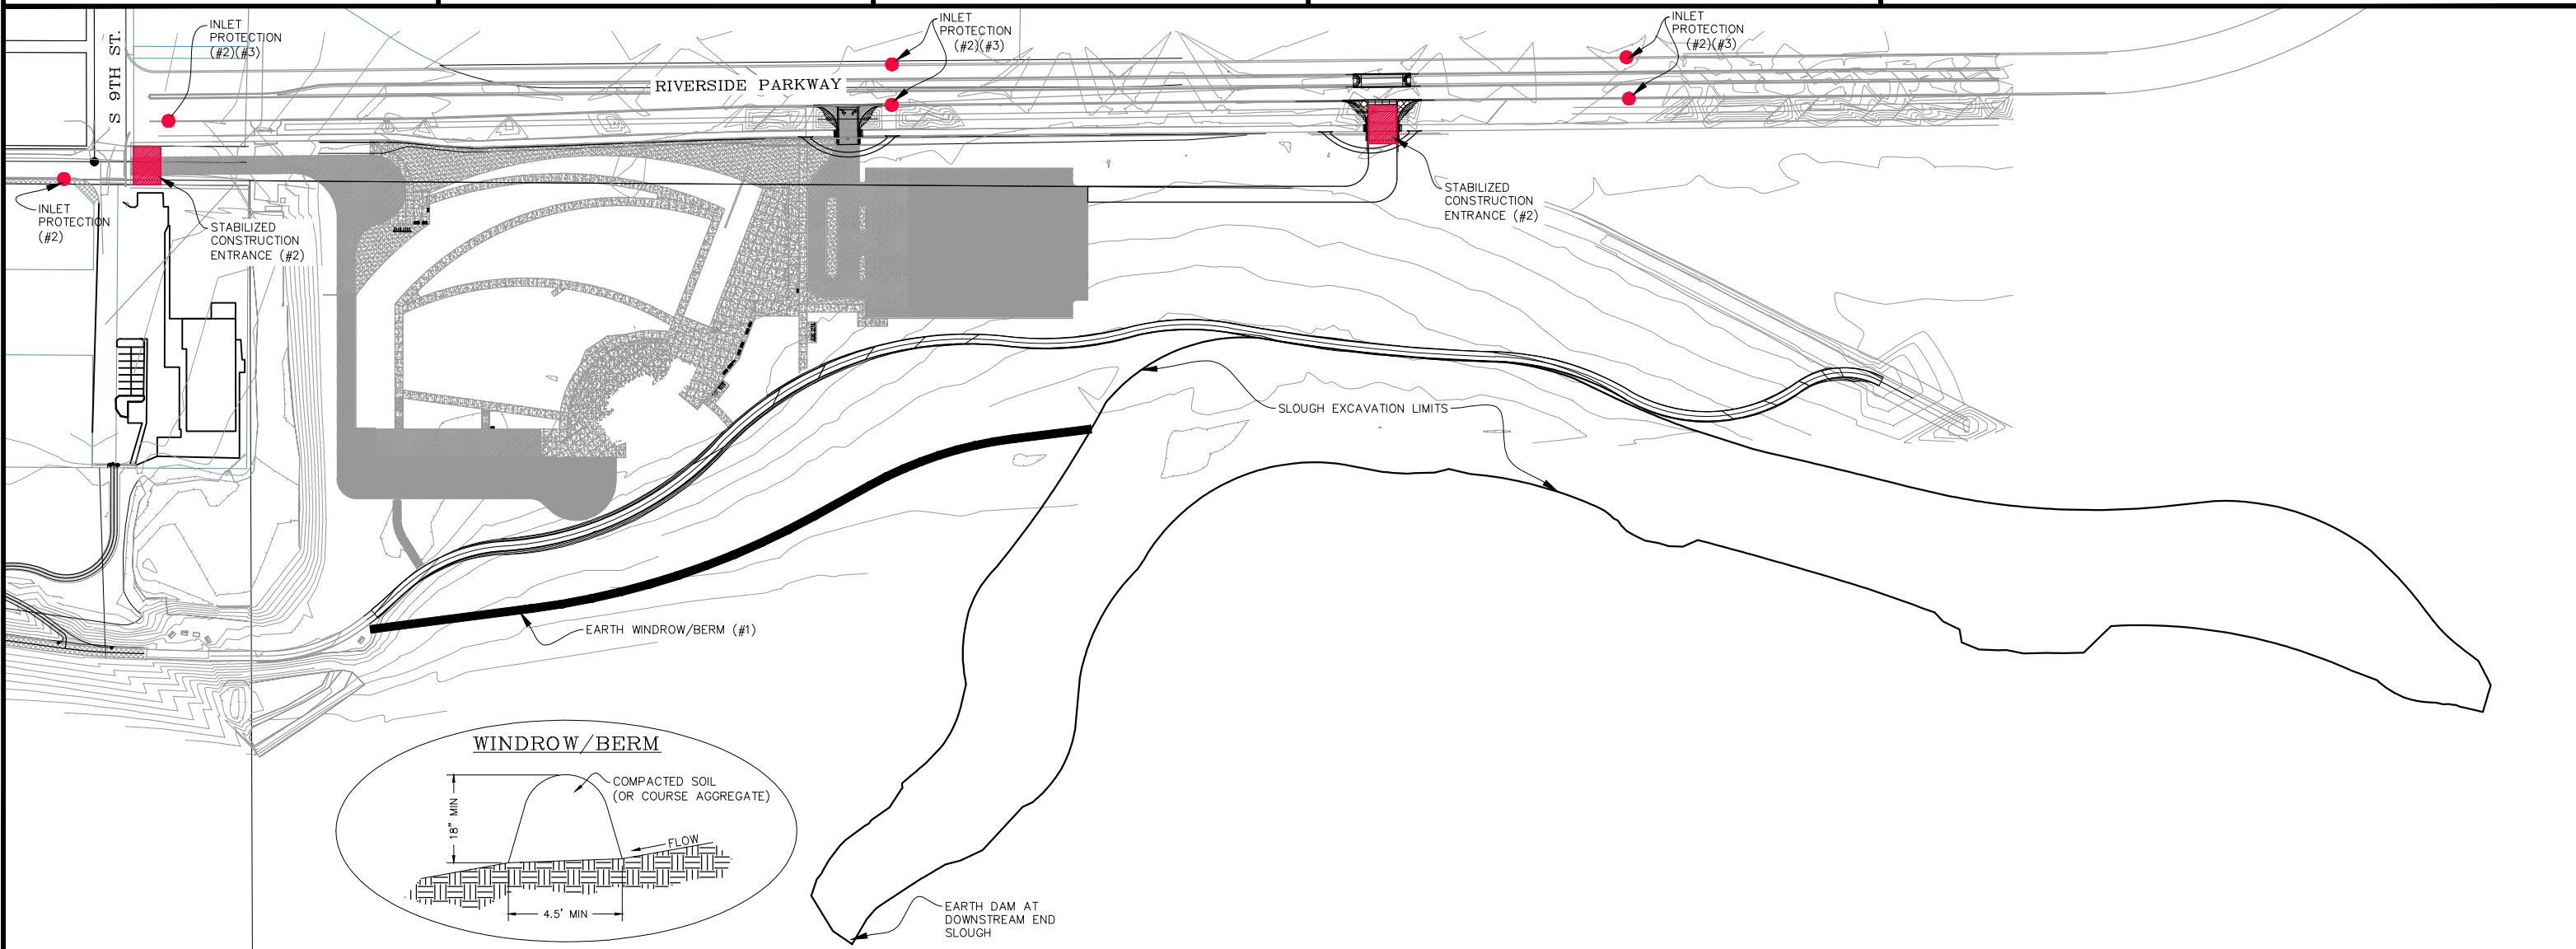 INLET
PROTECTION
(#2)(#3)
INLET
PROTECTION
(#2)(#3)
INLET
PROTECTION
(#2)(#3)
S 9TH ST.
RIVERSIDE PARKWAY
INLET
PROTECTION
(#2)
STABILIZED
CONSTRUCTION
ENTRANCE (#2)
STABILIZED
CONSTRUCTION
ENTRANCE (#2)
SLOUGH EXCAVATION LIMITS
EARTH WINDROW/BERM (#1)
WINDROW/BERM
COMPACTED SOIL
(OR COURSE AGGREGATE)
18" MIN
FLOW
4.5' MIN
EARTH DAM AT
DOWNSTREAM END
SLOUGH